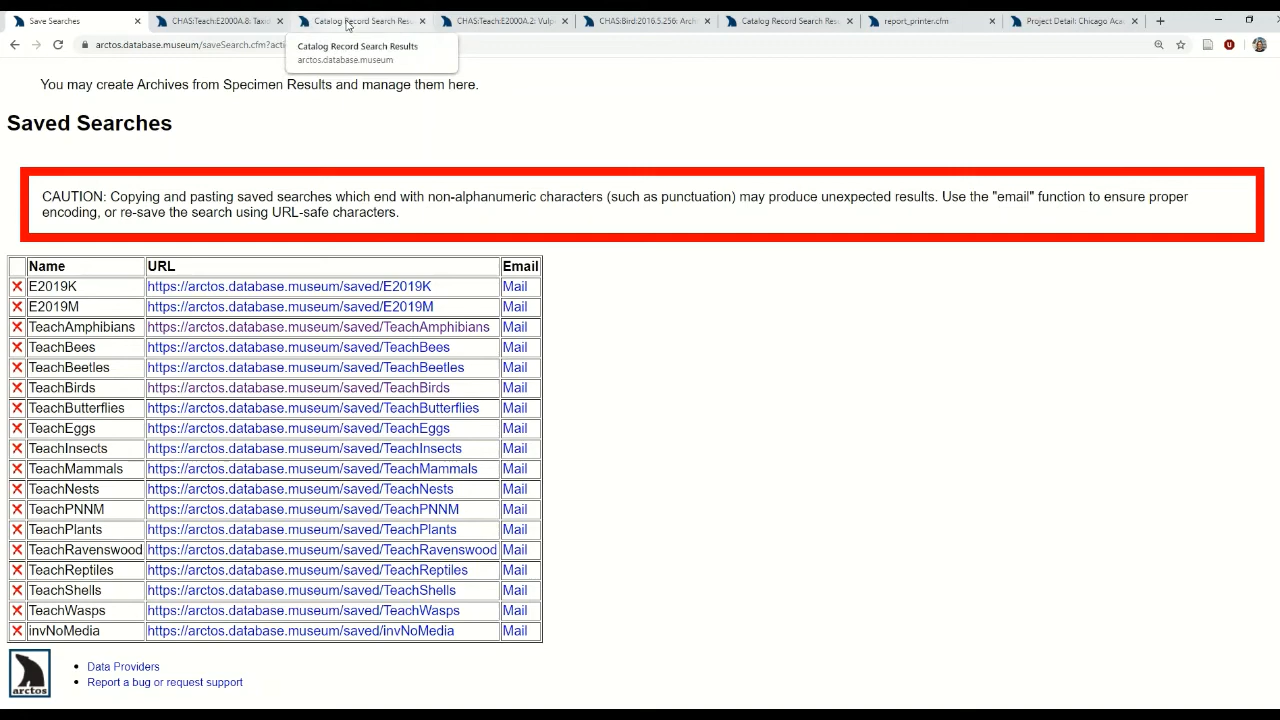 Save Searches
CHAS:Teach:E2000A.8: Taxid
Catalog Record Search Resu
CHAS:Teach:E2000A.2: Vulp
CHAS:Bird:2016.5.256: Arch
Catalog Record Search Res
report_printer.cfm
Project Detail: Chicago Aca
arctos.database.museum/saveSearch.cfm?acti
Catalog Record Search Results
arctos.database.museum
You may create Archives from Specimen Results and manage them here.
Saved Searches
CAUTION: Copying and pasting saved searches which end with non-alphanumeric characters (such as punctuation) may produce unexpected results. Use the "email" function to ensure proper
encoding, or re-save the search using URL-safe characters.
Name URL Email
E2019K https://arctos.database.museum/saved/E2019K Mail
E2019M https://arctos.database.museum/saved/E2019M Mail
TeachAmphibians https://arctos.database.museum/saved/TeachAmphibians Mail
TeachBees https://arctos.database.museum/saved/TeachBees Mail
TeachBeetles https://arctos.database.museum/saved/TeachBeetles Mail
TeachBirds https://arctos.database.museum/saved/TeachBirds Mail
TeachButterflies https://arctos.database.museum/saved/TeachButterflies Mail
TeachEggs https://arctos.database.museum/saved/TeachEggs Mail
TeachInsects https://arctos.database.museum/saved/TeachInsects Mail
TeachMammals https://arctos.database.museum/saved/TeachMammals Mail
TeachNests https://arctos.database.museum/saved/TeachNests Mail
TeachPNNM https://arctos.database.museum/saved/TeachPNNM Mail
TeachPlants https://arctos.database.museum/saved/TeachPlants Mail
TeachRavenswood https://arctos.database.museum/saved/TeachRavenswood Mail
TeachReptiles https://arctos.database.museum/saved/TeachReptiles Mail
TeachShells https://arctos.database.museum/saved/TeachShells Mail
TeachWasps https://arctos.database.museum/saved/TeachWasps Mail
invNoMedia https://arctos.database.museum/saved/invNoMedia Mail
arctos
Data Providers
Report a bug or request support